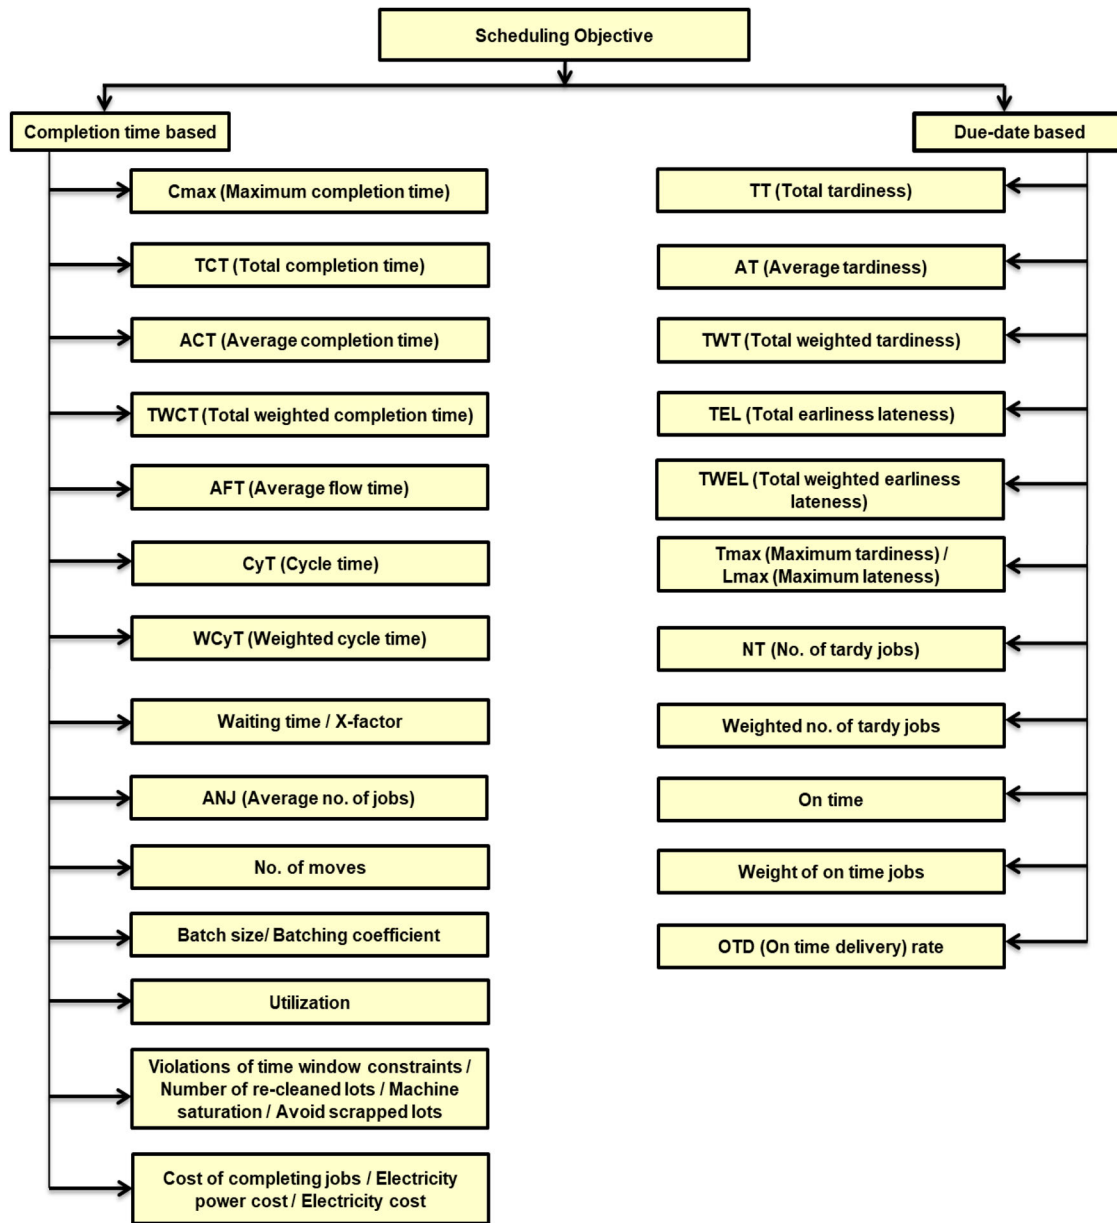 Scheduling Objective
Completion time based
Cmax (Maximum completion time)
TCT (Total completion time)
ACT (Average completion time)
TWCT (Total weighted completion time)
AFT (Average flow time)
CyT (Cycle time)
WCyT (Weighted cycle time)
Waiting time / X-factor
ANJ (Average no. of jobs)
No. of moves
Batch size/ Batching coefficient
Utilization
Violations of time window constraints /
Number of re-cleaned lots / Machine
saturation / Avoid scrapped lots
Cost of completing jobs / Electricity
power cost / Electricity cost
Due-date based
TT (Total tardiness)
AT (Average tardiness)
TWT (Total weighted tardiness)
TEL (Total earliness lateness)
TWEL (Total weighted earliness
lateness)
Tmax (Maximum tardiness) /
Lmax (Maximum lateness)
NT (No. of tardy jobs)
Weighted no. of tardy jobs
On time
Weight of on time jobs
OTD (On time delivery) rate